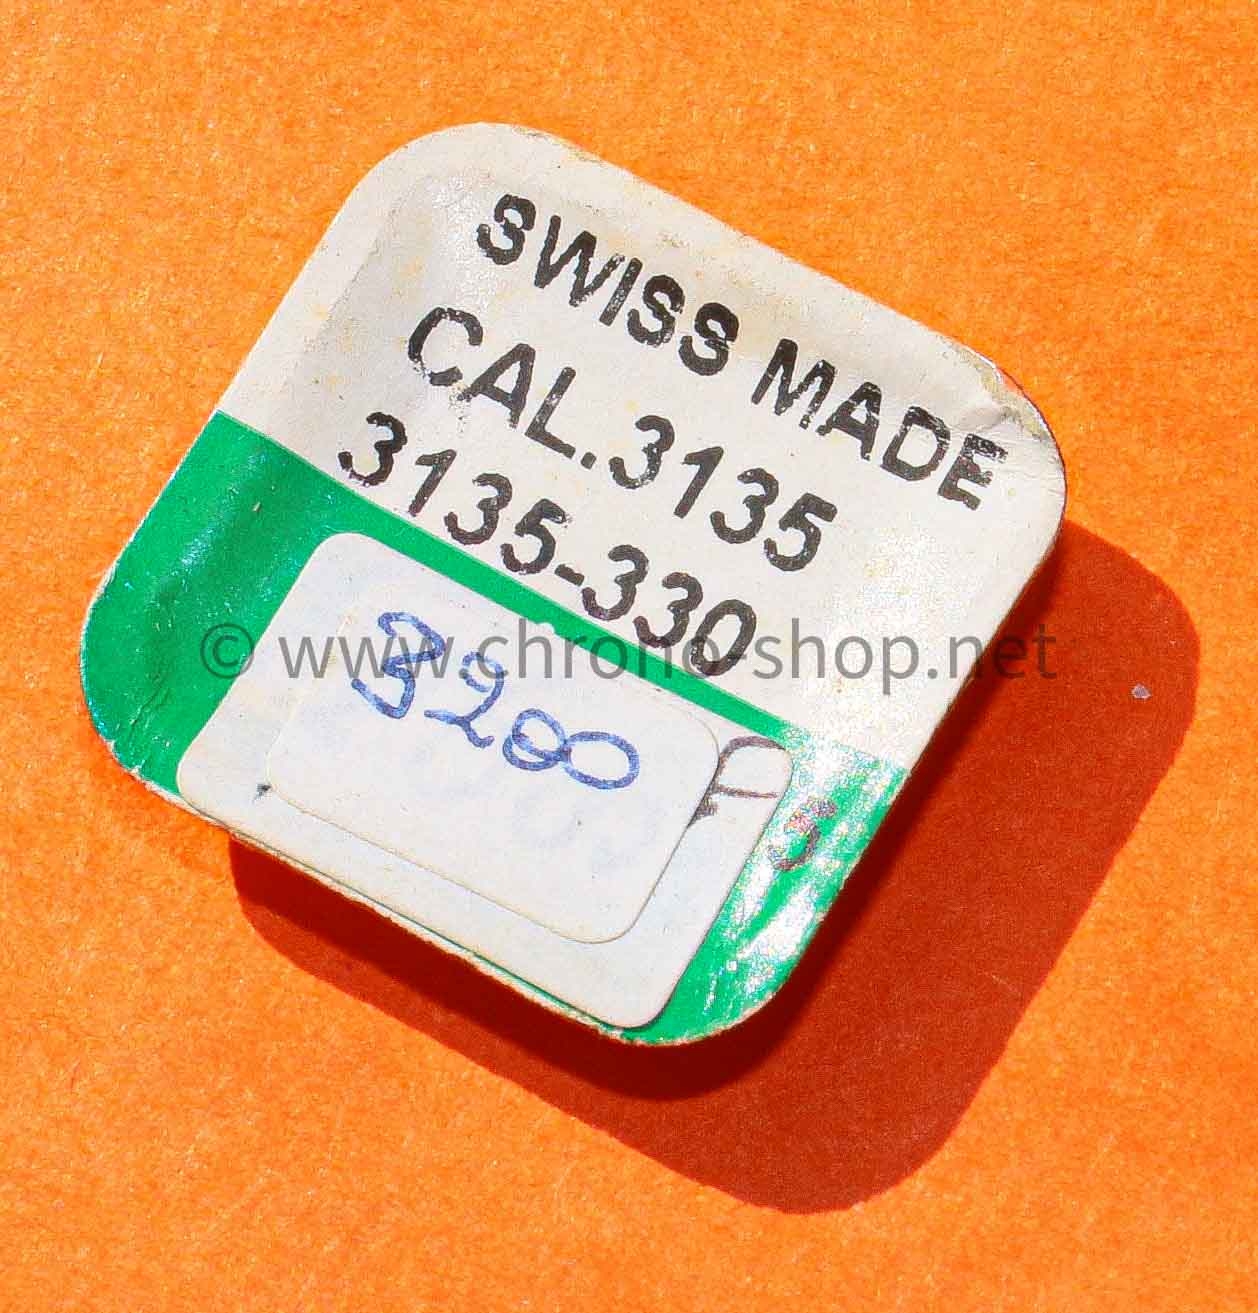 SWISS MADE
CAL.3135
3135-330
© www.chrono-shop.net
3200